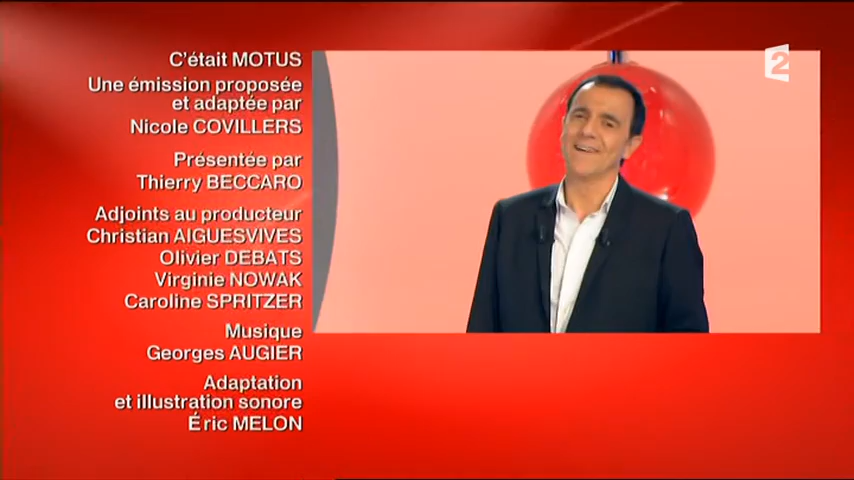 C'était MOTUS
Une émission proposée
et adaptée par
Nicole COVILLERS
Présentée par
Thierry BECCARO
Adjoints au producteur
Christian AIGUESVIVES
Olivier DEBATS
Virginie NOWAK
Caroline SPRITZER
Musique
Georges AUGIER
Adaptation
et illustration sonore
Éric MELON
2